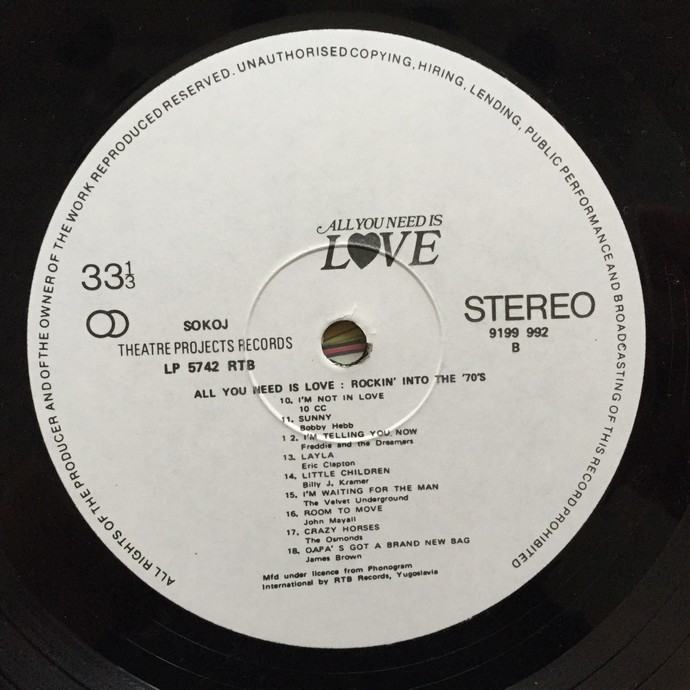 ALL RIGHTS OF THE PRODUCER AND OF THE OWNER OF THE WORK REPRODUCED RESERVED. UNAUTHORISED COPYING, HIRING, LENDING, PUBLIC PERFORMANCE AND BROADCASTING OF THIS RECORD PROHIBITED
ALL YOU NEED IS
LOVE
33 1/3
STEREO
SOKOJ
9199 992
THEATRE PROJECTS RECORDS
B
LP 5742 RTB
ALL YOU NEED IS LOVE : ROCKIN' INTO THE '70'S
10. I'M NOT IN LOVE
10 CC
11. SUNNY
Bobby Hebb
1 2. I'M TELLING YOU NOW
Freddie and the Dreamers
13. LAYLA
Eric Clapton
14. LITTLE CHILDREN
Billy J. Kramer
15. I'M WAITING FOR THE MAN
The Velvet Underground
16. ROOM TO MOVE
John Mayall
17. CRAZY HORSES
The Osmonds
18. OAPA' S GOT A BRAND NEW BAG
James Brown
Mfd under licence from Phonogram
International by RTB Records, Yugoslavia